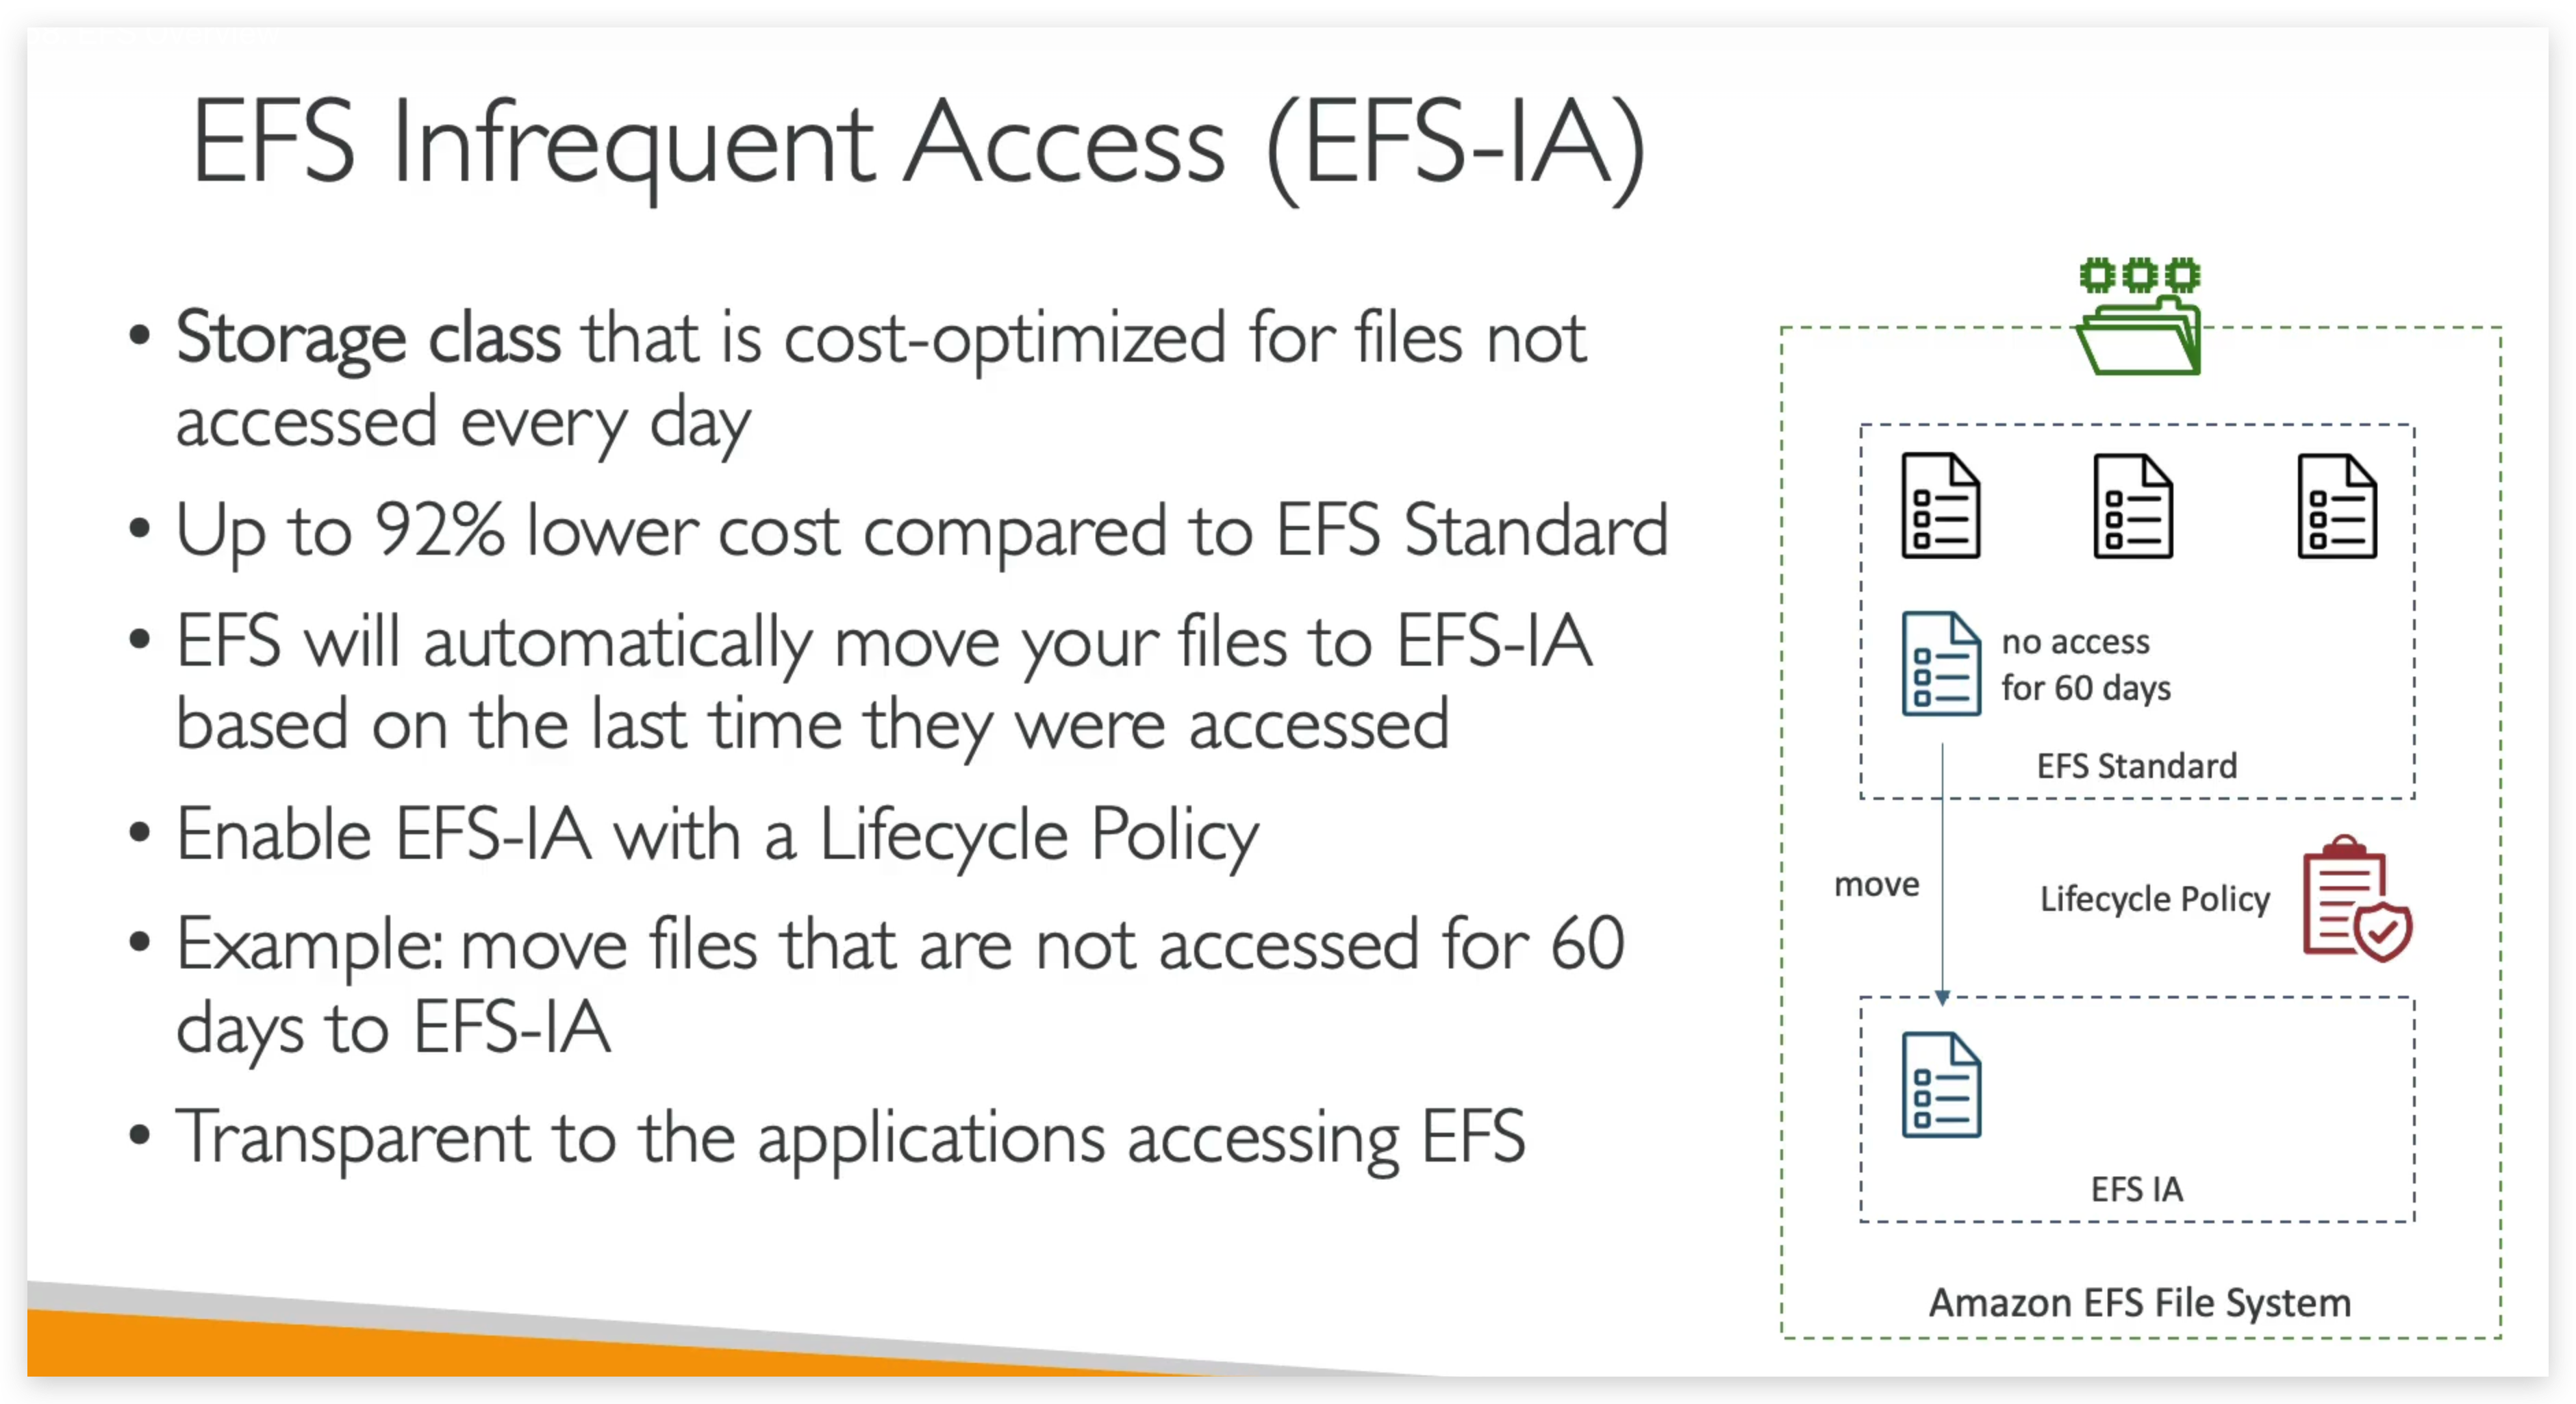 EFS Infrequent Access (EFS-IA)
• Storage class that is cost-optimized for files not
accessed every day
• Up to 92% lower cost compared to EFS Standard
• EFS will automatically move your files to EFS-IA
based on the last time they were accessed
• Enable EFS-IA with a Lifecycle Policy
• Example: move files that are not accessed for 60
days to EFS-IA
• Transparent to the applications accessing EFS
no access
for 60 days
EFS Standard
move
Lifecycle Policy
EFS IA
Amazon EFS File System